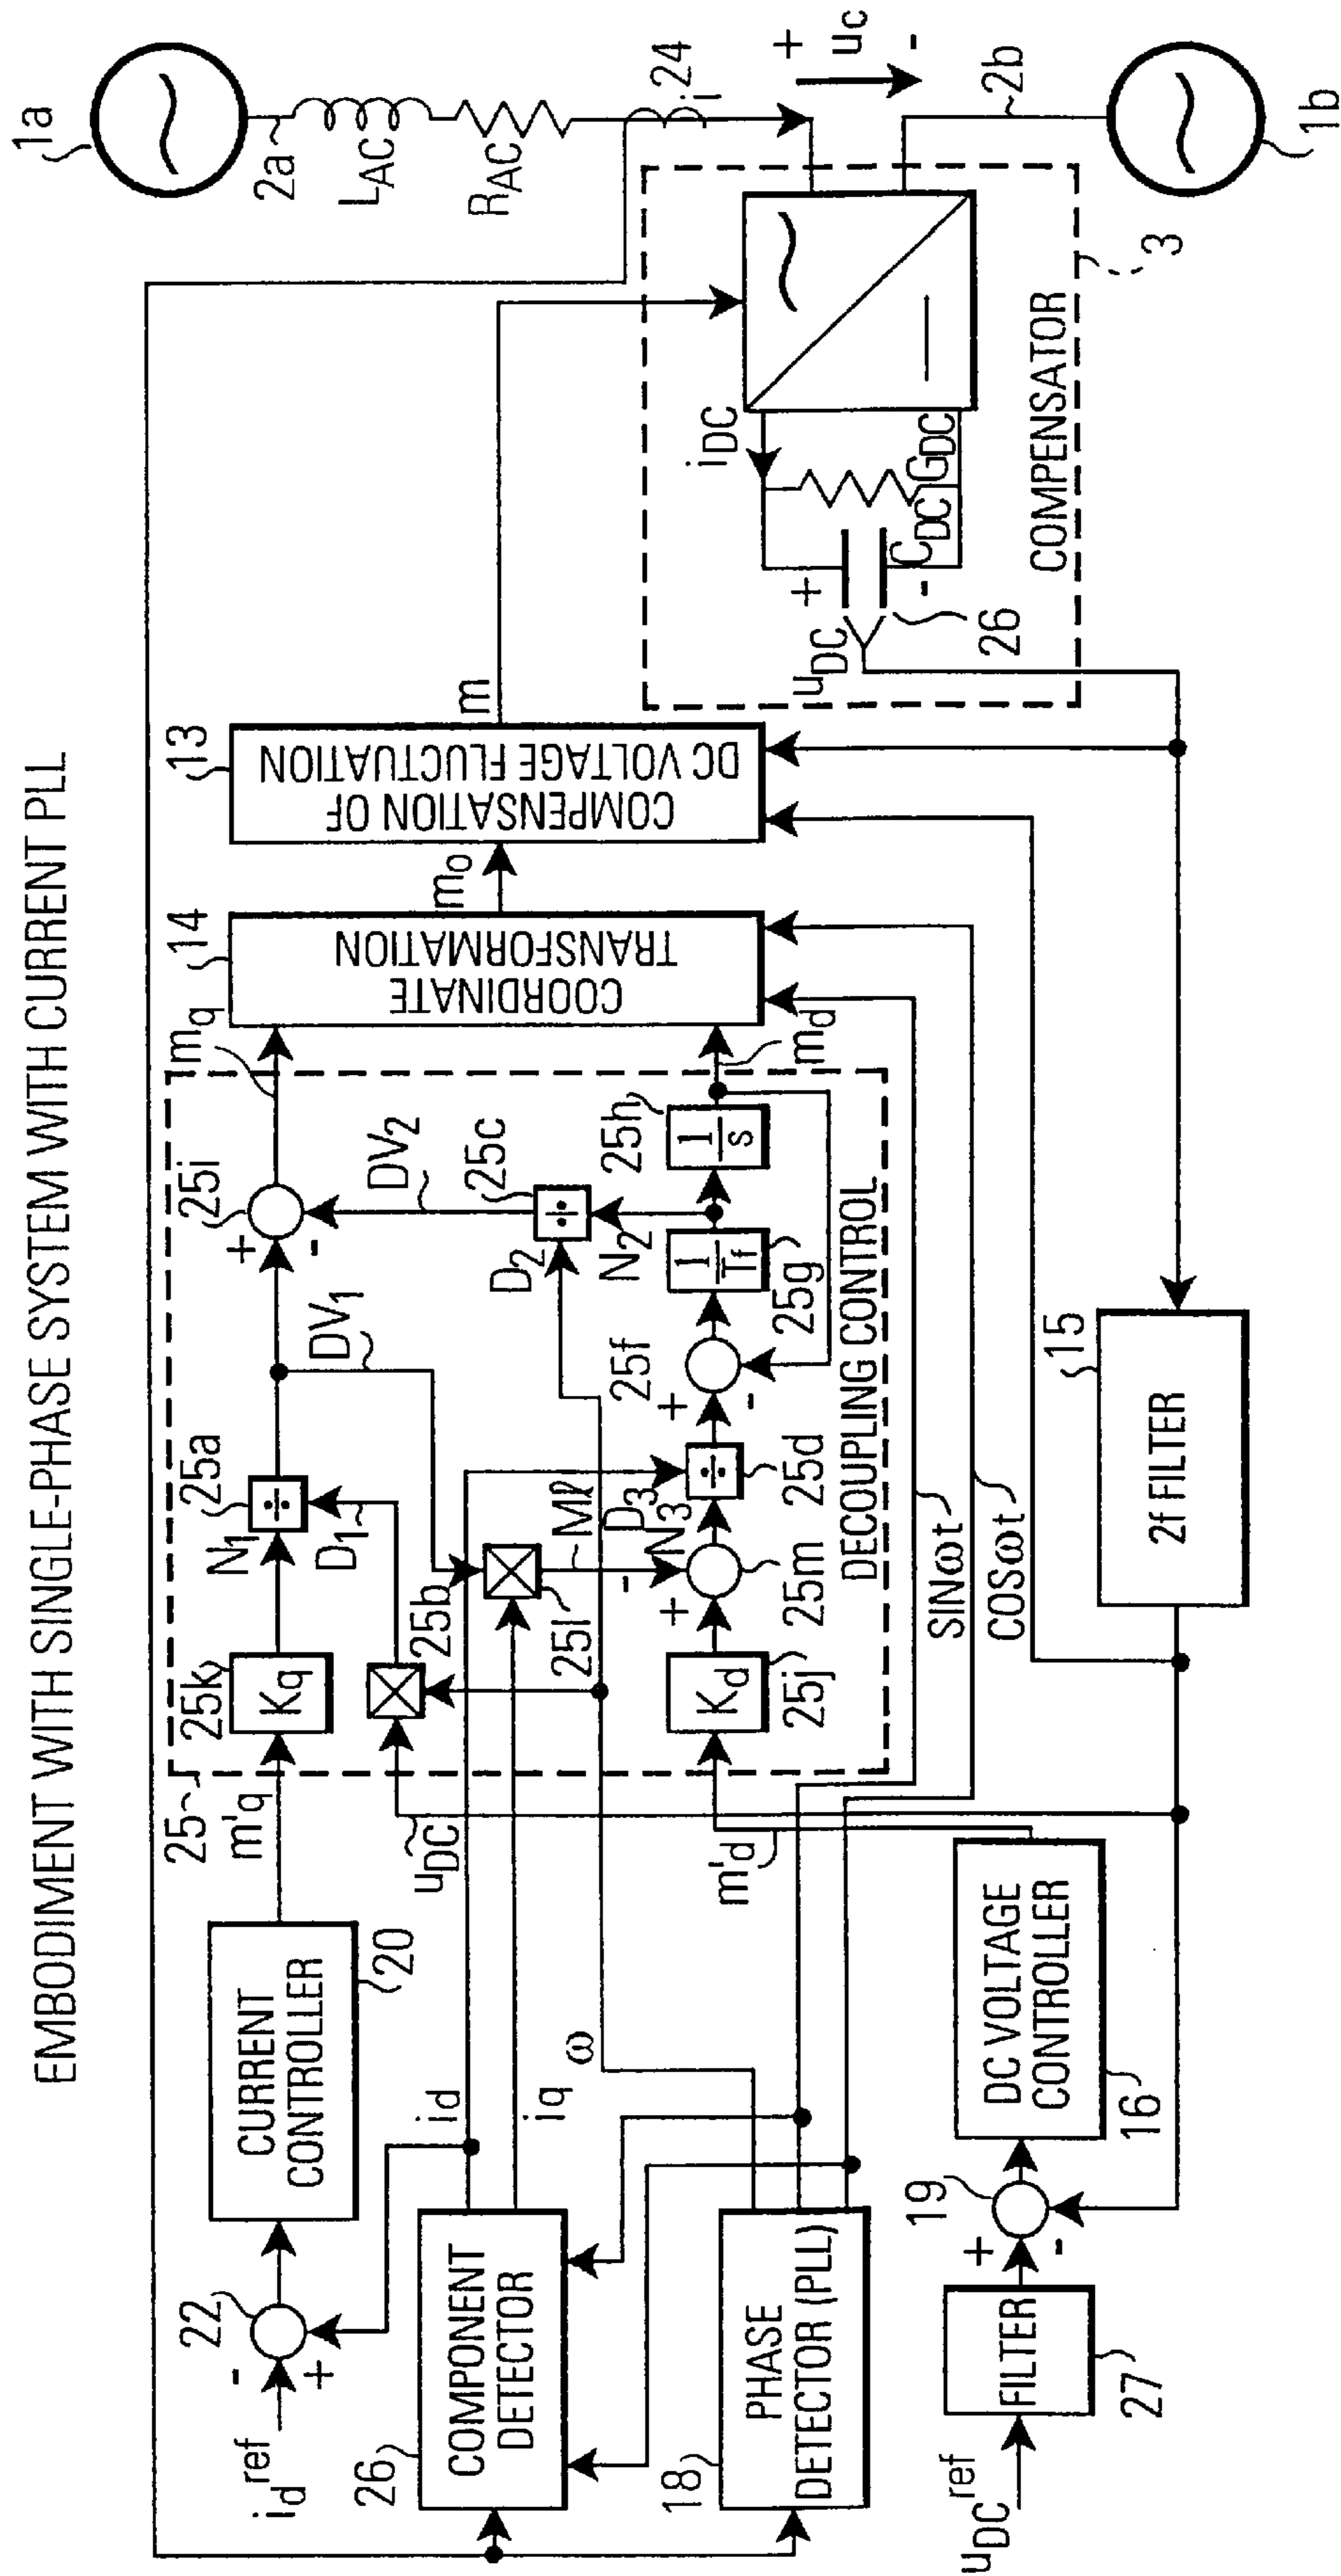 EMBODIMENT WITH SINGLE-PHASE SYSTEM WITH CURRENT PLL
1a
2a
LAC
RAC
24
i
+
uc
-
2b
1b
3
COMPENSATOR
iDC
GDC
CDC
+
-
uDC
26
m
13
COMPENSATION OF
DC VOLTAGE FLUCTUATION
mo
14
COORDINATE
TRANSFORMATION
mq
md
25i
+
-
DV2
25c
÷
D2
N2
25h
1
s
1
Tf
25g
25f
+
-
DV1
25a
÷
N1
D1
25b
25l
Mℓ
D3
N3
÷
25d
-
+
25m
DECOUPLING CONTROL
25k
Kq
Kd
25j
25
m'q
uDC
m'd
SINωt
COSωt
15
2f FILTER
CURRENT
CONTROLLER
20
id
iq
ω
22
-
+
id ref
COMPONENT
DETECTOR
26
PHASE
DETECTOR (PLL)
18
DC VOLTAGE
CONTROLLER
16
19
+
-
FILTER
27
uDC ref